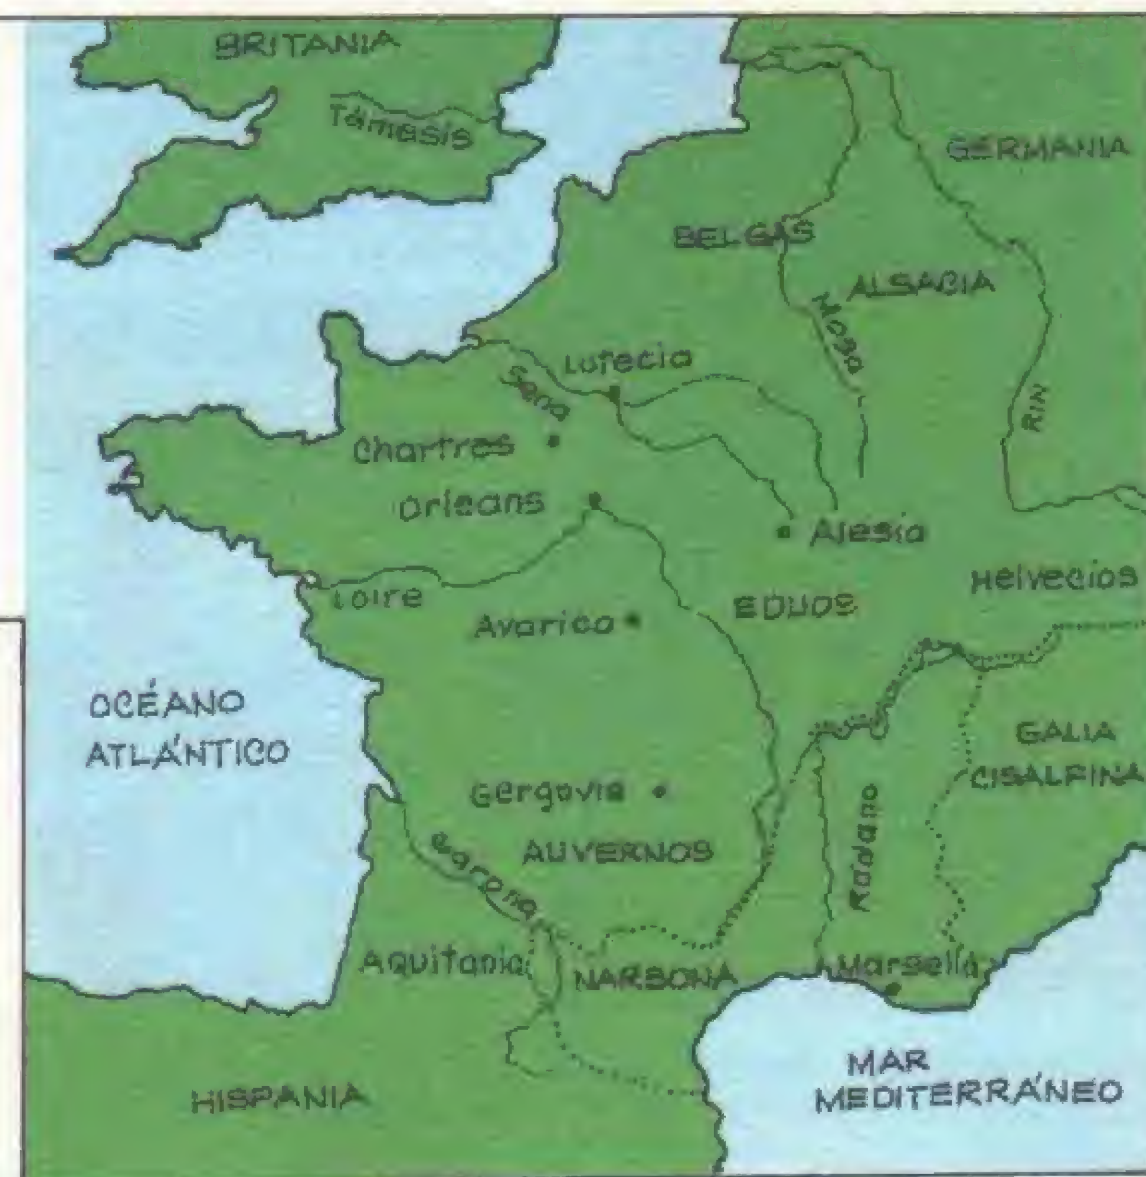 BRITANIA
Támesis
GERMANIA
BELGAS
ALSACIA
Mosa
Lutecia
Sena
RIN
Chartres
Orleans
Alesia
Helvecios
Loire
EDUOS
Avarico
OCÉANO
ATLÁNTICO
GALIA
CISALPINA
Gergovia
Ródano
AUVERNOS
Garona
Aquitania
NARBONA
Marsella
MAR
MEDITERRÁNEO
HISPANIA